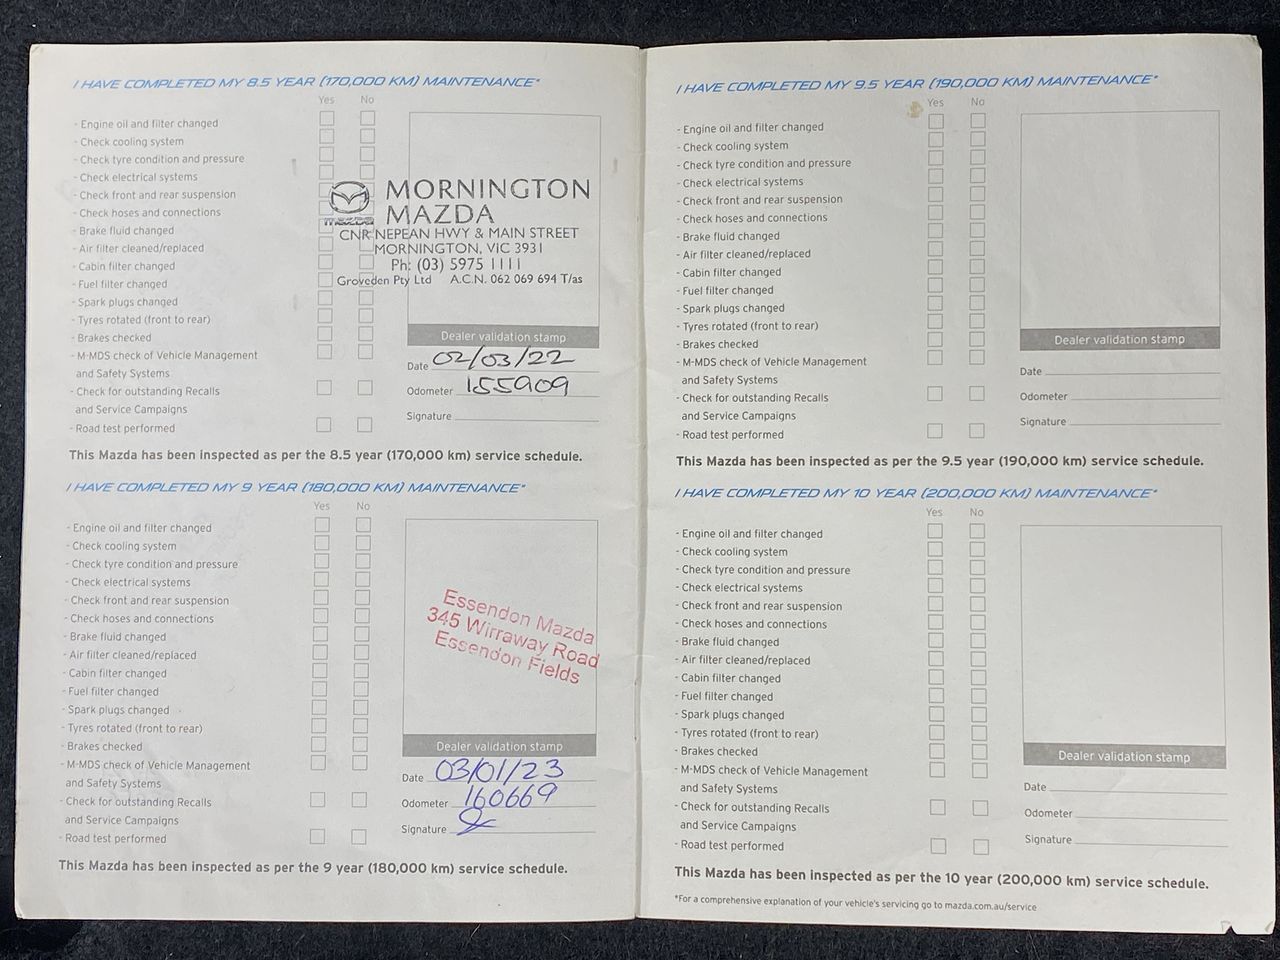 I HAVE COMPLETED MY 8.5 YEAR (170,000 KM) MAINTENANCE*
Yes No
- Engine oil and filter changed
- Check cooling system
- Check tyre condition and pressure
- Check electrical systems
- Check front and rear suspension
- Check hoses and connections
- Brake fluid changed
- Air filter cleaned/replaced
- Cabin filter changed
- Fuel filter changed
- Spark plugs changed
- Tyres rotated (front to rear)
- Brakes checked
- M-MDS check of Vehicle Management
and Safety Systems
- Check for outstanding Recalls
and Service Campaigns
- Road test performed
mazda
MORNINGTON
MAZDA
CNR NEPEAN HWY & MAIN STREET
MORNINGTON, VIC 3931
Ph: (03) 5975 1111
Groveden Pty Ltd A.C.N. 062 069 694 T/as
Dealer validation stamp
Date 02/03/22
Odometer 155909
Signature
This Mazda has been inspected as per the 8.5 year (170,000 km) service schedule.
I HAVE COMPLETED MY 9 YEAR (180,000 KM) MAINTENANCE*
Yes No
- Engine oil and filter changed
- Check cooling system
- Check tyre condition and pressure
- Check electrical systems
- Check front and rear suspension
- Check hoses and connections
- Brake fluid changed
- Air filter cleaned/replaced
- Cabin filter changed
- Fuel filter changed
- Spark plugs changed
- Tyres rotated (front to rear)
- Brakes checked
- M-MDS check of Vehicle Management
and Safety Systems
- Check for outstanding Recalls
and Service Campaigns
- Road test performed
Essendon Mazda
345 Wirraway Road
Essendon Fields
Dealer validation stamp
Date 03/01/23
Odometer 160669
Signature
This Mazda has been inspected as per the 9 year (180,000 km) service schedule.
I HAVE COMPLETED MY 9.5 YEAR (190,000 KM) MAINTENANCE*
Yes No
- Engine oil and filter changed
- Check cooling system
- Check tyre condition and pressure
- Check electrical systems
- Check front and rear suspension
- Check hoses and connections
- Brake fluid changed
- Air filter cleaned/replaced
- Cabin filter changed
- Fuel filter changed
- Spark plugs changed
- Tyres rotated (front to rear)
- Brakes checked
- M-MDS check of Vehicle Management
and Safety Systems
- Check for outstanding Recalls
and Service Campaigns
- Road test performed
Dealer validation stamp
Date
Odometer
Signature
This Mazda has been inspected as per the 9.5 year (190,000 km) service schedule.
I HAVE COMPLETED MY 10 YEAR (200,000 KM) MAINTENANCE*
Yes No
- Engine oil and filter changed
- Check cooling system
- Check tyre condition and pressure
- Check electrical systems
- Check front and rear suspension
- Check hoses and connections
- Brake fluid changed
- Air filter cleaned/replaced
- Cabin filter changed
- Fuel filter changed
- Spark plugs changed
- Tyres rotated (front to rear)
- Brakes checked
- M-MDS check of Vehicle Management
and Safety Systems
- Check for outstanding Recalls
and Service Campaigns
- Road test performed
Dealer validation stamp
Date
Odometer
Signature
This Mazda has been inspected as per the 10 year (200,000 km) service schedule.
*For a comprehensive explanation of your vehicle's servicing go to mazda.com.au/service